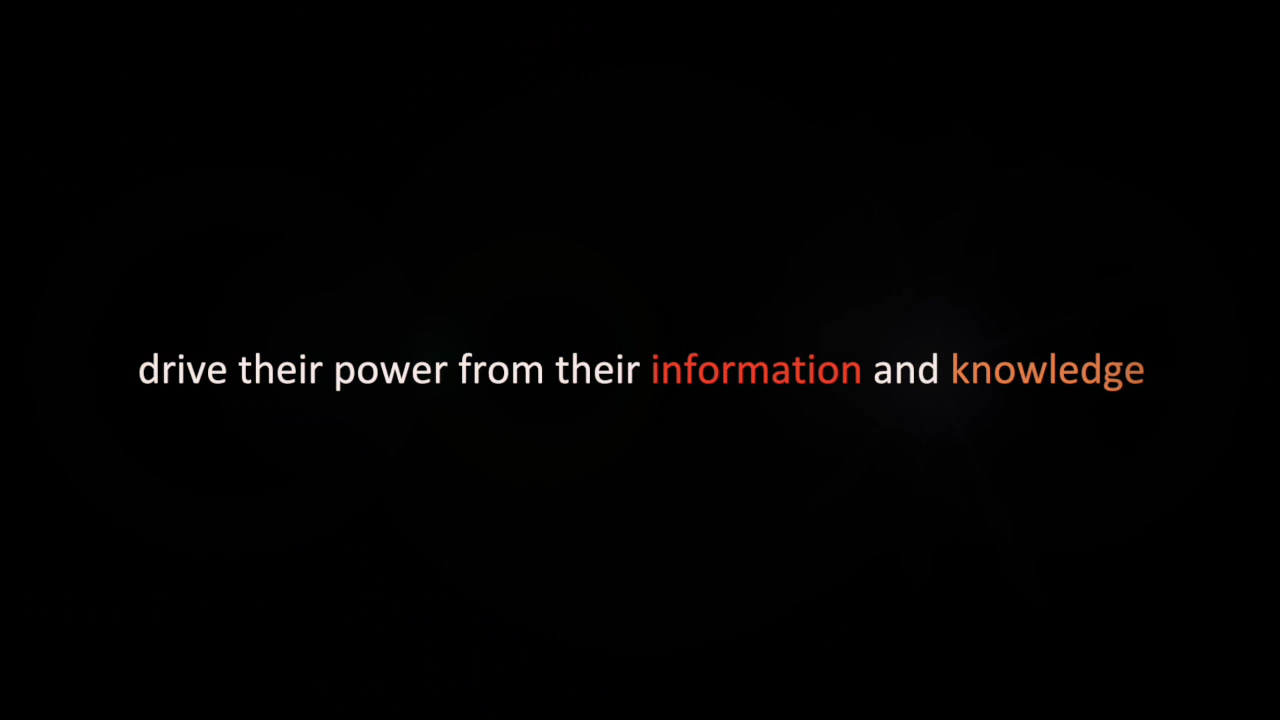 drive their power from their information and knowledge